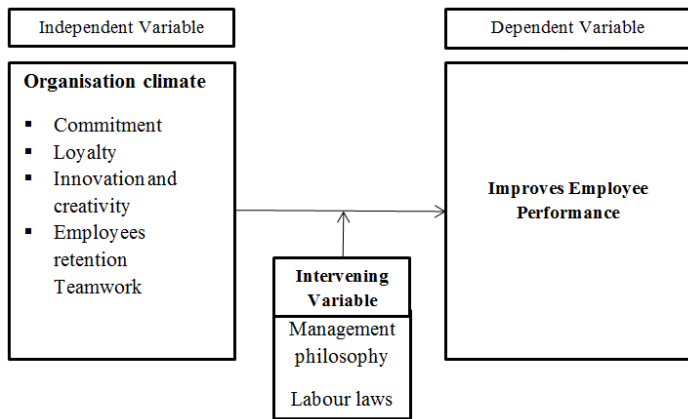 Independent Variable
Dependent Variable
Organisation climate
▪ Commitment
▪ Loyalty
▪ Innovation and
creativity
▪ Employees
retention
Teamwork
Improves Employee
Performance
Intervening
Variable
Management
philosophy
Labour laws